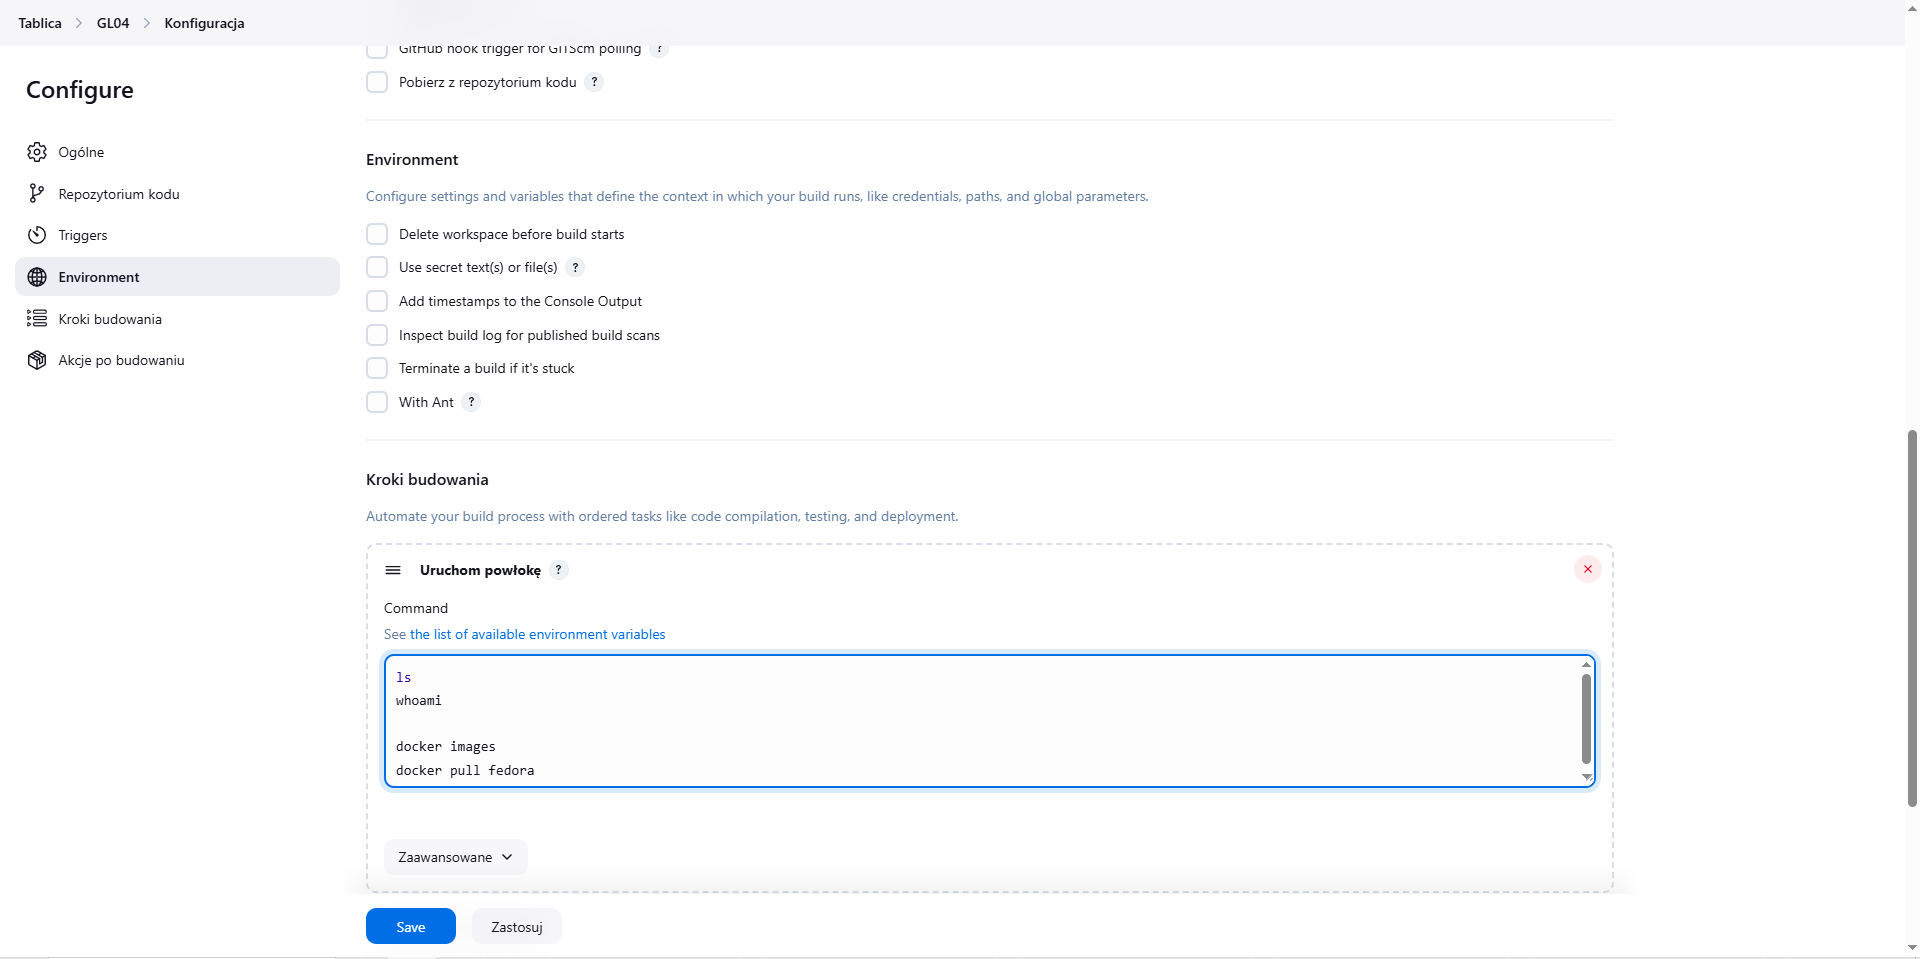 Tablica > GL04 > Konfiguracja
Configure
Ogólne
Repozytorium kodu
Triggers
Environment
Kroki budowania
Akcje po budowaniu
GitHub hook trigger for GITScm polling ?
Pobierz z repozytorium kodu ?
Environment
Configure settings and variables that define the context in which your build runs, like credentials, paths, and global parameters.
Delete workspace before build starts
Use secret text(s) or file(s) ?
Add timestamps to the Console Output
Inspect build log for published build scans
Terminate a build if it's stuck
With Ant ?
Kroki budowania
Automate your build process with ordered tasks like code compilation, testing, and deployment.
Uruchom powłokę ?
Command
See the list of available environment variables
ls
whoami
docker images
docker pull fedora
Zaawansowane
Save
Zastosuj